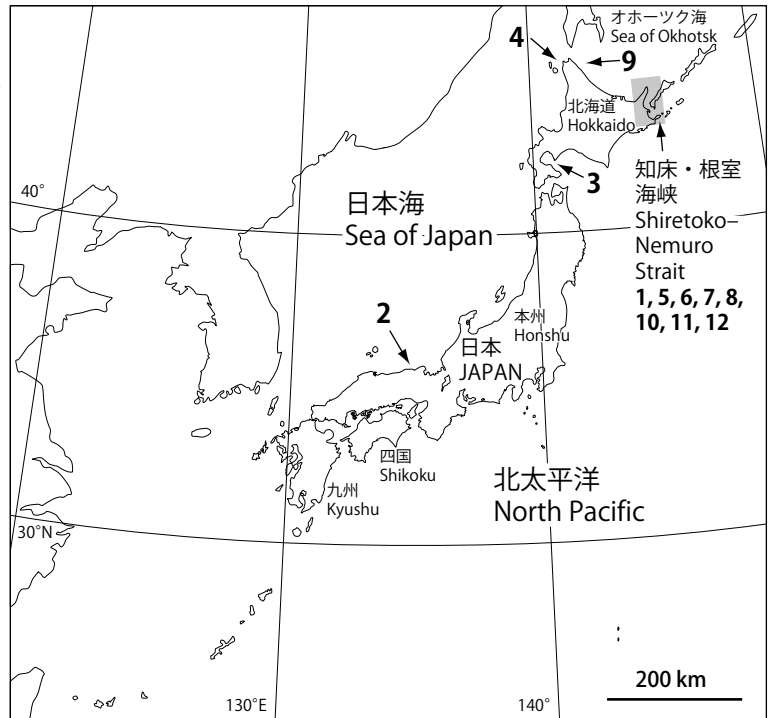 オホーツク海
Sea of Okhotsk
4
9
北海道
Hokkaido
3
知床・根室
海峡
Shiretoko–
Nemuro
Strait
1, 5, 6, 7, 8,
10, 11, 12
40°
日本海
Sea of Japan
2
本州
Honshu
日本
JAPAN
四国
Shikoku
九州
Kyushu
北太平洋
North Pacific
30°N
200 km
130°E
140°